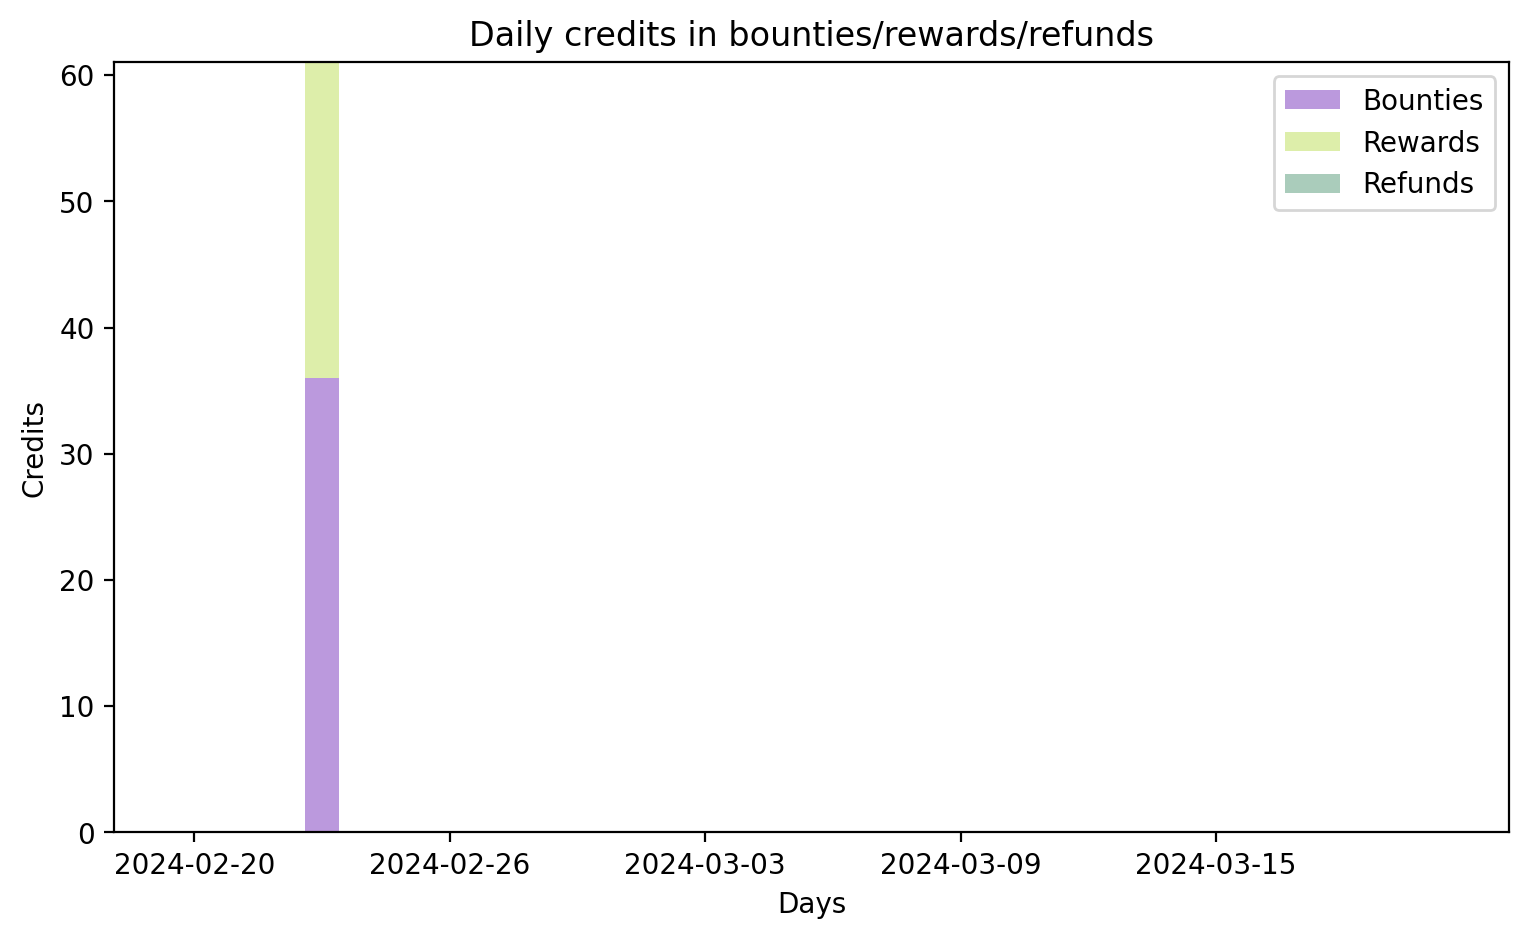 Daily credits in bounties/rewards/refunds
60
50
40
30
20
10
0
Credits
Bounties
Rewards
Refunds
2024-02-20 2024-02-26 2024-03-03 2024-03-09 2024-03-15
Days